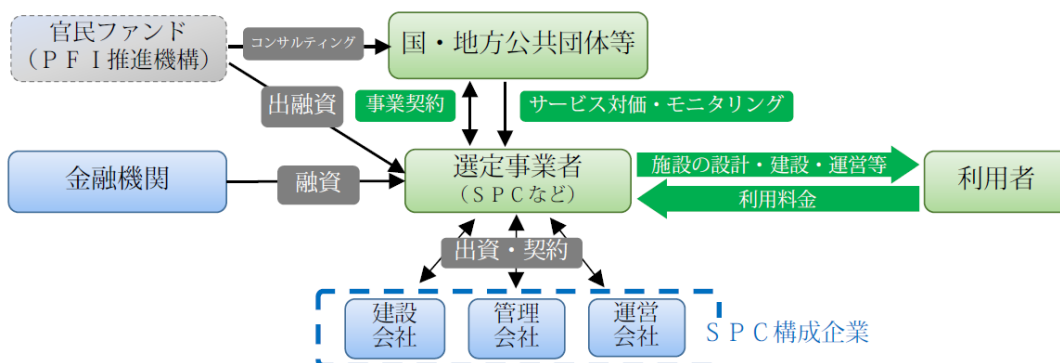 官民ファンド
（ＰＦＩ推進機構）
コンサルティング
国・地方公共団体等
出融資
事業契約
サービス対価・モニタリング
金融機関
融資
選定事業者
（ＳＰＣなど）
施設の設計・建設・運営等
利用料金
利用者
出資・契約
建設
会社
管理
会社
運営
会社
ＳＰＣ構成企業